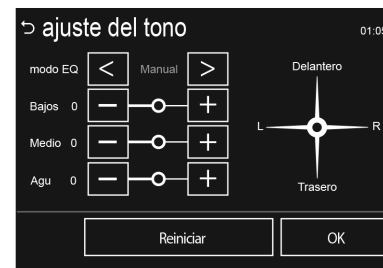 ajuste del tono
01:05
modo EQ < Manual >
Delantero
Bajos 0 − +
L R
Medio 0 − +
Agu 0 − +
Trasero
Reiniciar OK